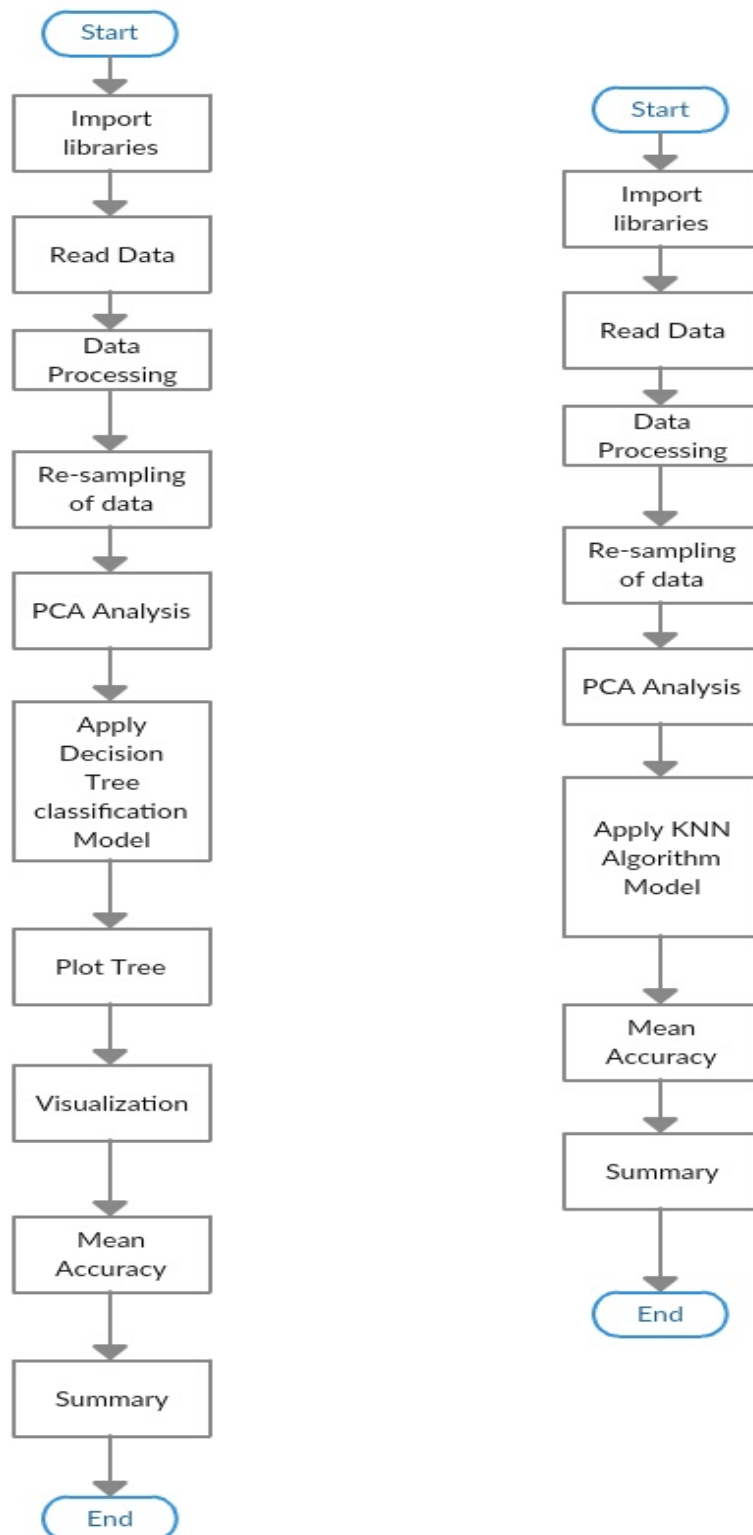 Start
Import
libraries
Read Data
Data
Processing
Re-sampling
of data
PCA Analysis
Apply
Decision
Tree
classification
Model
Plot Tree
Visualization
Mean
Accuracy
Summary
End
Start
Import
libraries
Read Data
Data
Processing
Re-sampling
of data
PCA Analysis
Apply KNN
Algorithm
Model
Mean
Accuracy
Summary
End